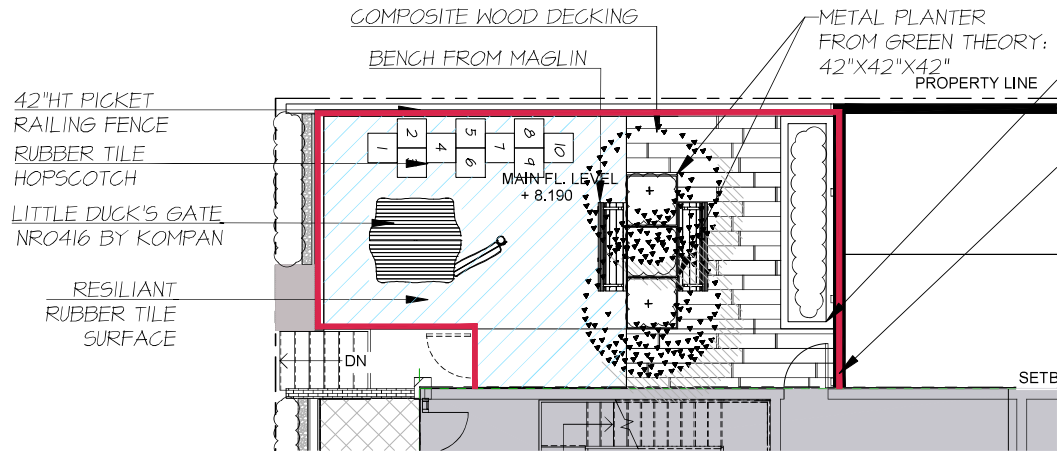 COMPOSITE WOOD DECKING
BENCH FROM MAGLIN
METAL PLANTER
FROM GREEN THEORY:
42"X42"X42"
PROPERTY LINE
42"HT PICKET
RAILING FENCE
RUBBER TILE
HOPSCOTCH
LITTLE DUCK'S GATE
NRO416 BY KOMPAN
RESILIANT
RUBBER TILE
SURFACE
1
2
3
4
5
6
7
8
9
10
MAIN FL. LEVEL
+ 8.190
DN
SETB